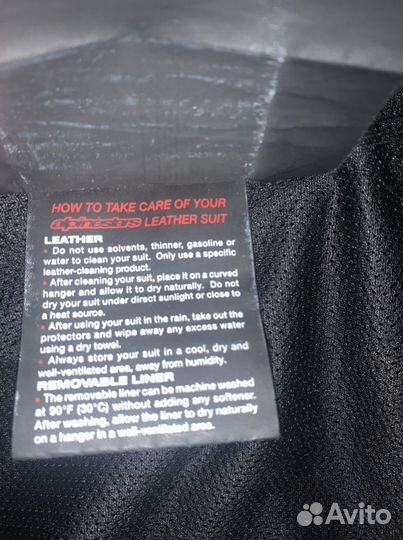 HOW TO TAKE CARE OF YOUR
alpinestars LEATHER SUIT
LEATHER
• Do not use solvents, thinner, gasoline or
water to clean your suit. Only use a specific
leather-cleaning product.
• After cleaning your suit, place it on a curved
hanger and allow it to dry naturally. Do not
dry your suit under direct sunlight or close to
a heat source.
• After using your suit in the rain, take out the
protectors and wipe away any excess water
using a dry towel.
• Always store your suit in a cool, dry and
well-ventilated area, away from humidity.
REMOVABLE LINER
• The removable liner can be machine washed
at 90°F (30°C) without adding any softener.
After washing, allow the liner to dry naturally
on a hanger in a well-ventilated area.
Avito